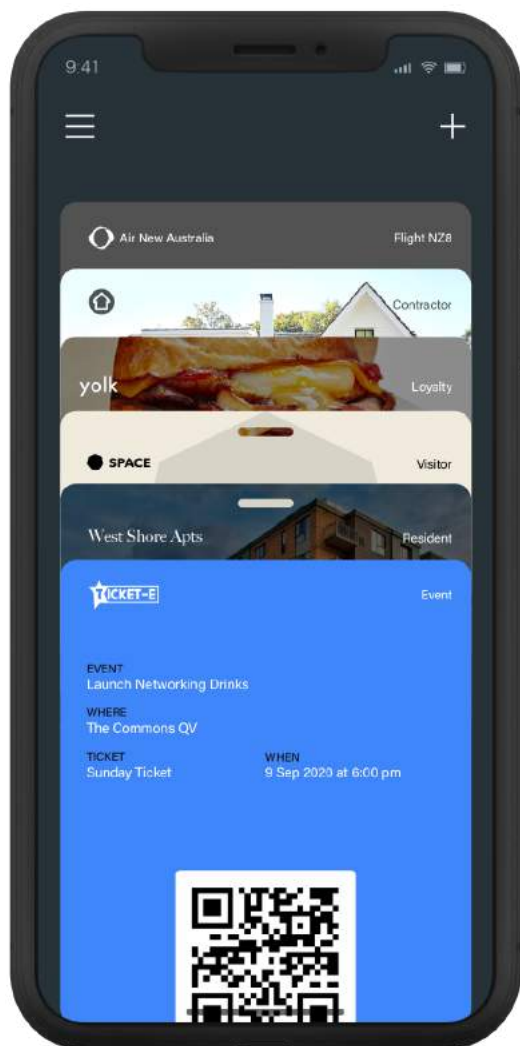 9:41
Air New Australia Flight NZ8
Contractor
yolk Loyalty
SPACE Visitor
West Shore Apts Resident
TICKET-E Event
EVENT
Launch Networking Drinks
WHERE
The Commons QV
TICKET WHEN
Sunday Ticket 9 Sep 2020 at 6:00 pm